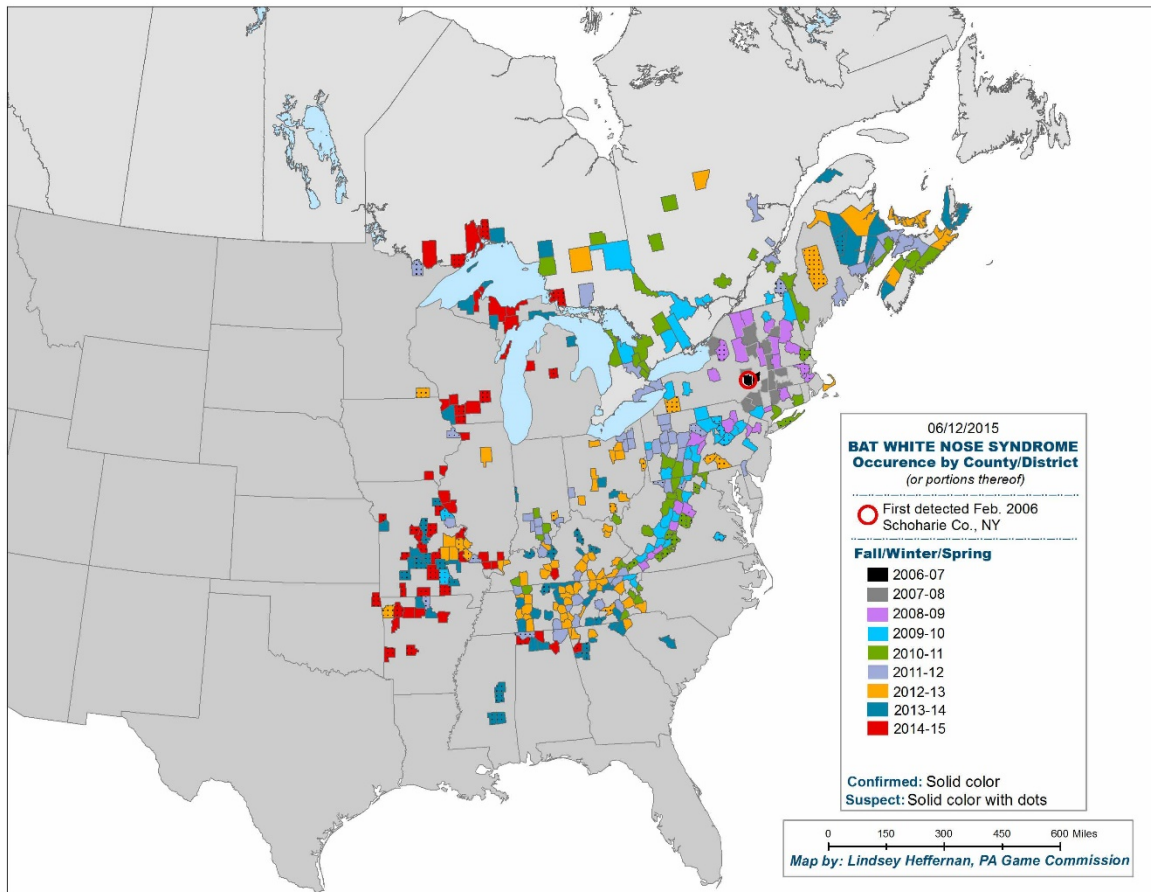 06/12/2015
BAT WHITE NOSE SYNDROME
Occurence by County/District
(or portions thereof)
First detected Feb. 2006
Schoharie Co., NY
Fall/Winter/Spring
2006-07
2007-08
2008-09
2009-10
2010-11
2011-12
2012-13
2013-14
2014-15
Confirmed: Solid color
Suspect: Solid color with dots
0 150 300 450 600 Miles
Map by: Lindsey Heffernan, PA Game Commission